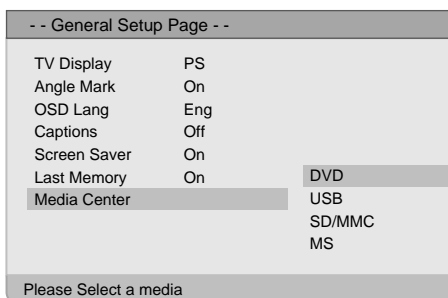 - - General Setup Page - -
TV Display PS
Angle Mark On
OSD Lang Eng
Captions Off
Screen Saver On
Last Memory On
Media Center
DVD
USB
SD/MMC
MS
Please Select a media